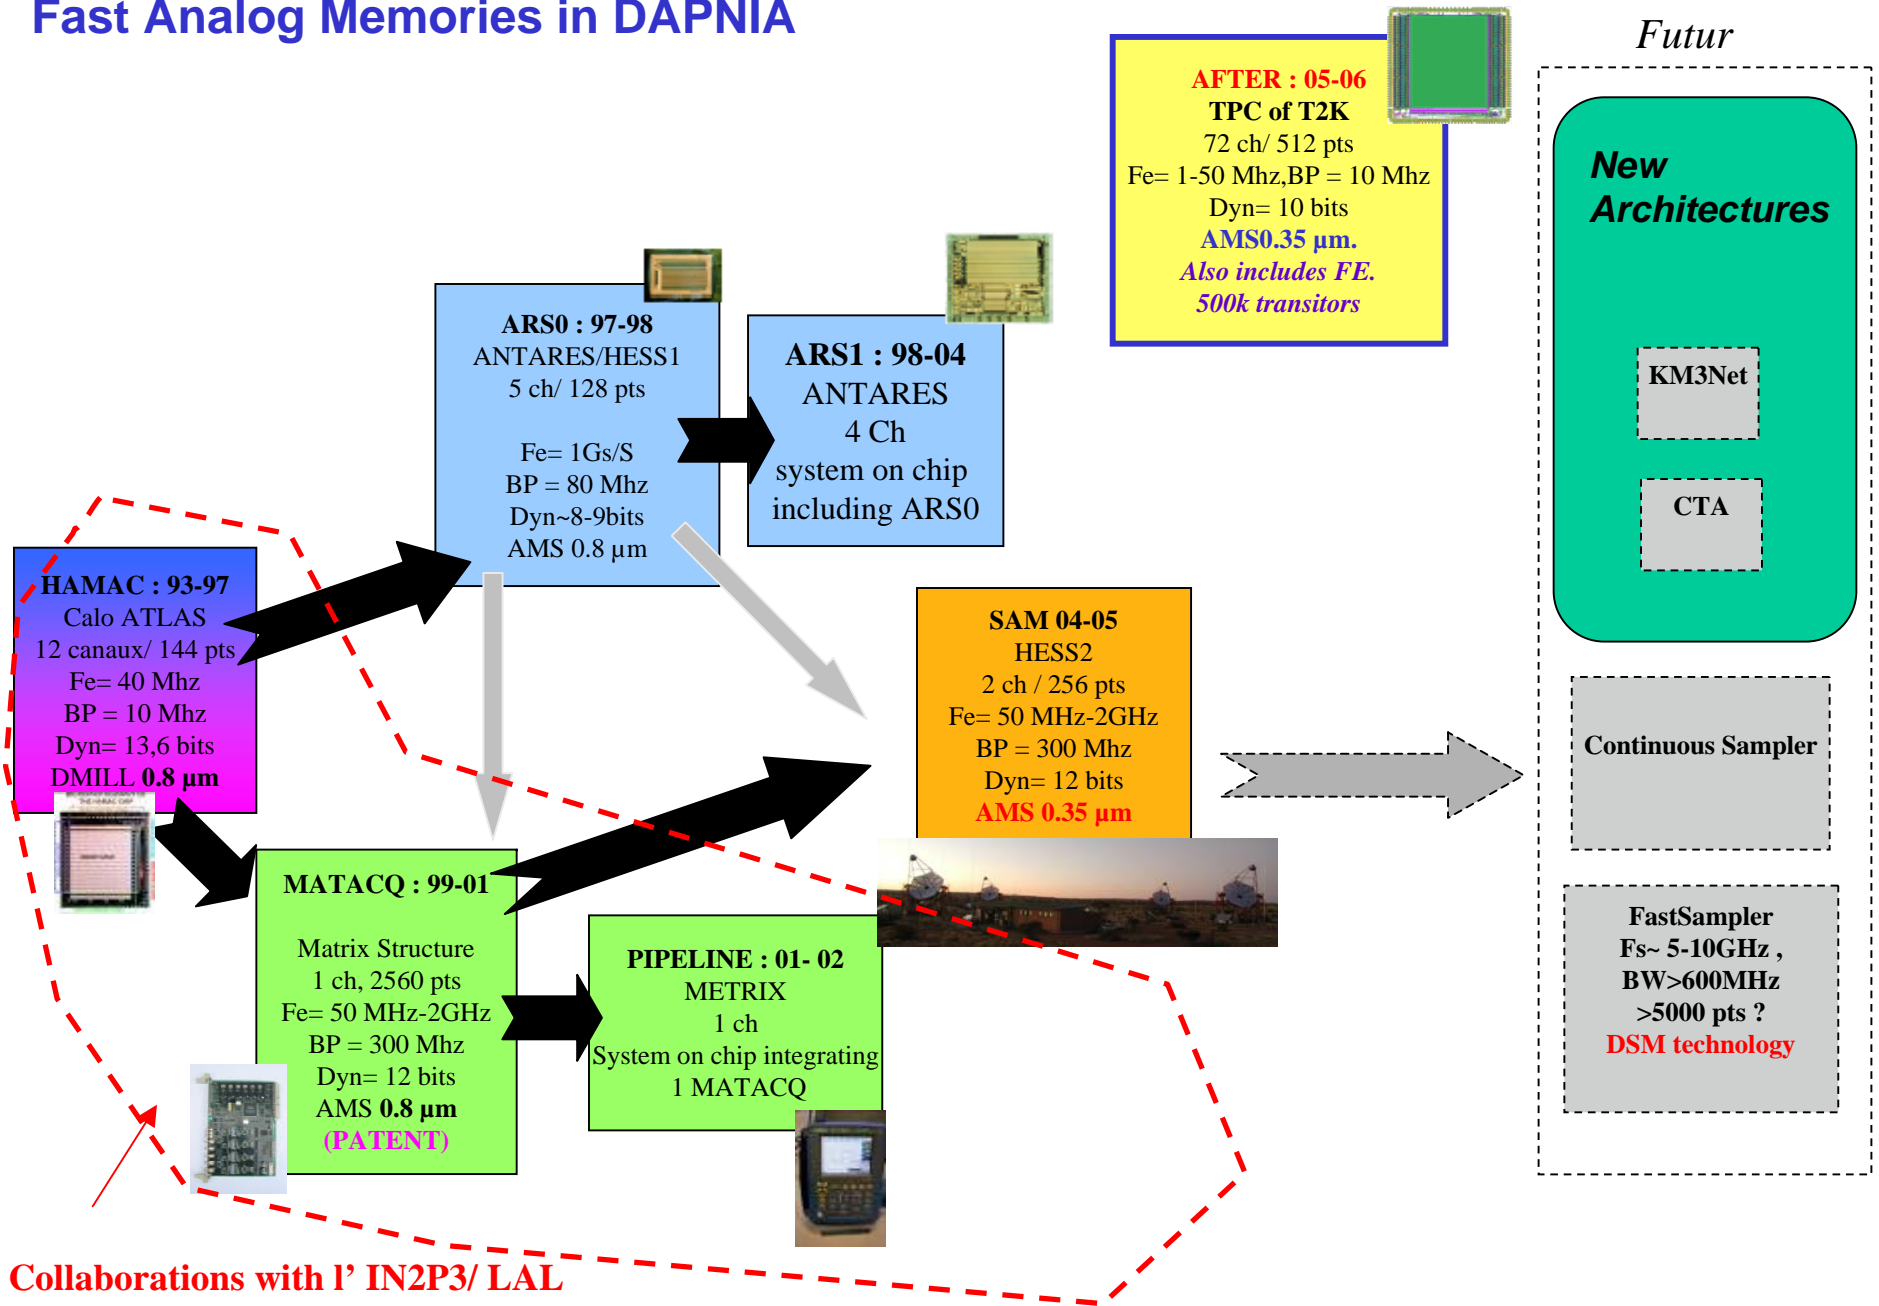 Fast Analog Memories in DAPNIA
Futur
AFTER : 05-06
TPC of T2K
72 ch/ 512 pts
Fe= 1-50 Mhz,BP = 10 Mhz
Dyn= 10 bits
AMS0.35 µm.
Also includes FE.
500k transitors
New
Architectures
KM3Net
CTA
ARS0 : 97-98
ANTARES/HESS1
5 ch/ 128 pts
Fe= 1Gs/S
BP = 80 Mhz
Dyn~8-9bits
AMS 0.8 µm
ARS1 : 98-04
ANTARES
4 Ch
system on chip
including ARS0
HAMAC : 93-97
Calo ATLAS
12 canaux/ 144 pts
Fe= 40 Mhz
BP = 10 Mhz
Dyn= 13,6 bits
DMILL 0.8 µm
THE HAMAC CHIP
SAM 04-05
HESS2
2 ch / 256 pts
Fe= 50 MHz-2GHz
BP = 300 Mhz
Dyn= 12 bits
AMS 0.35 µm
Continuous Sampler
MATACQ : 99-01
Matrix Structure
1 ch, 2560 pts
Fe= 50 MHz-2GHz
BP = 300 Mhz
Dyn= 12 bits
AMS 0.8 µm
(PATENT)
PIPELINE : 01- 02
METRIX
1 ch
System on chip integrating
1 MATACQ
FastSampler
Fs~ 5-10GHz ,
BW>600MHz
>5000 pts ?
DSM technology
Collaborations with l' IN2P3/ LAL